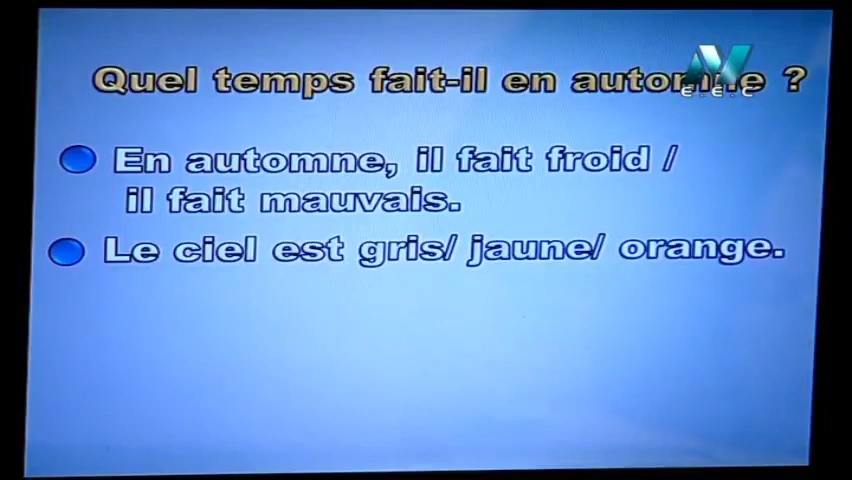 Quel temps fait-il en automne ?
En automne, il fait froid /
il fait mauvais.
Le ciel est gris/ jaune/ orange.
E.E.C